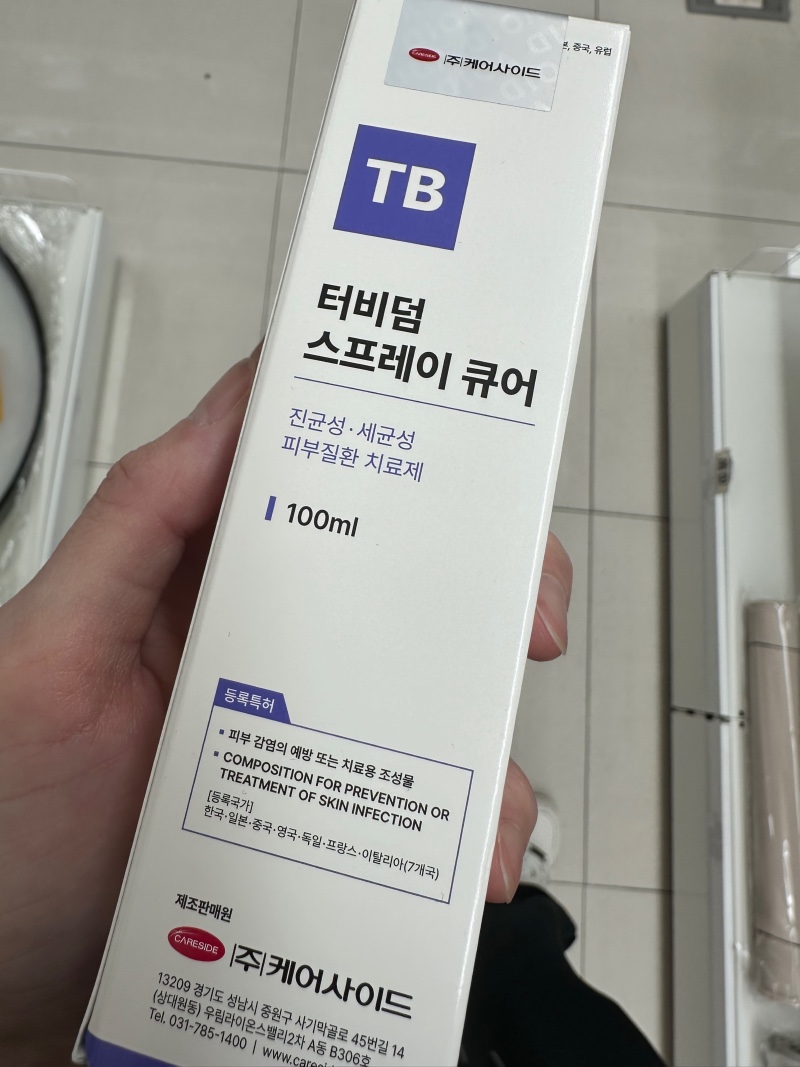 CARESIDE (주)케어사이드
중국, 유럽
TB
터비덤
스프레이 큐어
진균성·세균성
피부질환 치료제
100ml
등록특허
피부 감염의 예방 또는 치료용 조성물
COMPOSITION FOR PREVENTION OR
TREATMENT OF SKIN INFECTION
[등록국가]
한국·일본·중국·영국·독일·프랑스·이탈리아(7개국)
제조판매원
CARESIDE (주)케어사이드
13209 경기도 성남시 중원구 사기막골로 45번길 14
(상대원동) 우림라이온스밸리2차 A동 B306호
Tel. 031-785-1400 |